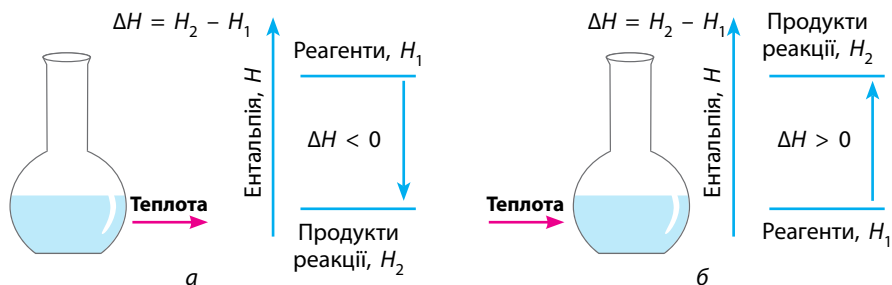 ΔH = H₂ – H₁
Реагенти, H₁
Ентальпія, H
ΔH < 0
Теплота
Продукти
реакції, H₂
а
ΔH = H₂ – H₁
Продукти
реакції, H₂
Ентальпія, H
ΔH > 0
Теплота
Реагенти, H₁
б